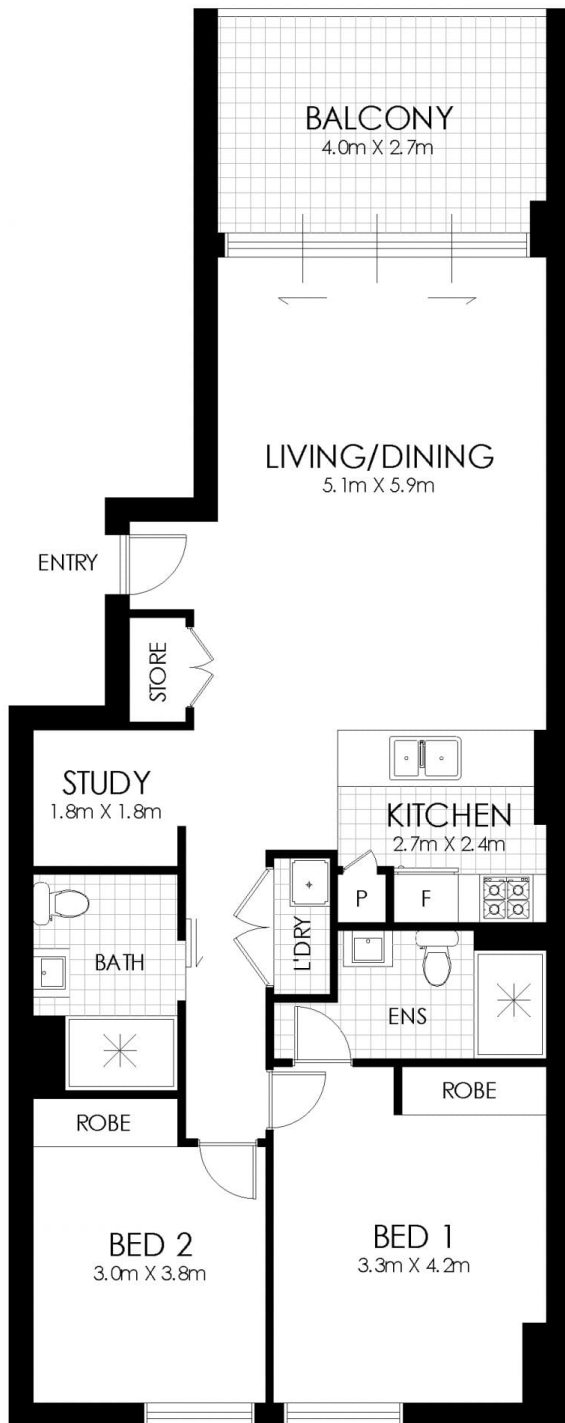 BALCONY
4.0m X 2.7m
LIVING/DINING
5.1m X 5.9m
ENTRY
STORE
STUDY
1.8m X 1.8m
KITCHEN
2.7m X 2.4m
P
F
L'DRY
BATH
ENS
ROBE
ROBE
BED 2
3.0m X 3.8m
BED 1
3.3m X 4.2m